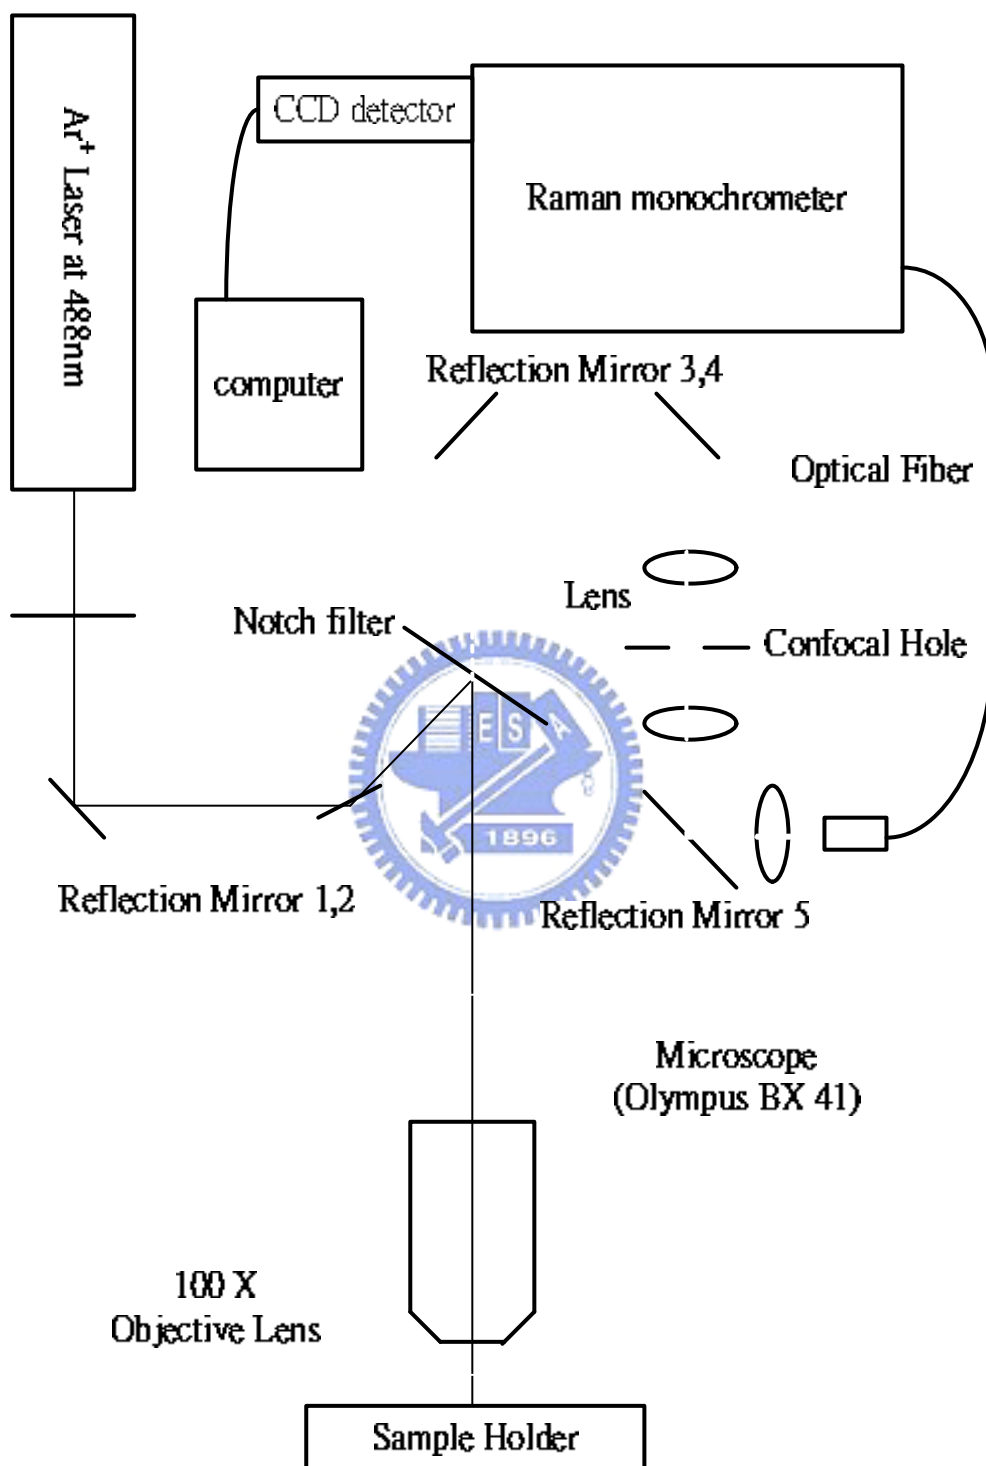 Ar⁺ Laser at 488nm
CCD detector
Raman monochrometer
computer
Reflection Mirror 3,4
Optical Fiber
Lens
Notch filter
Confocal Hole
E S A
1896
Reflection Mirror 1,2
Reflection Mirror 5
Microscope
(Olympus BX 41)
100 X
Objective Lens
Sample Holder